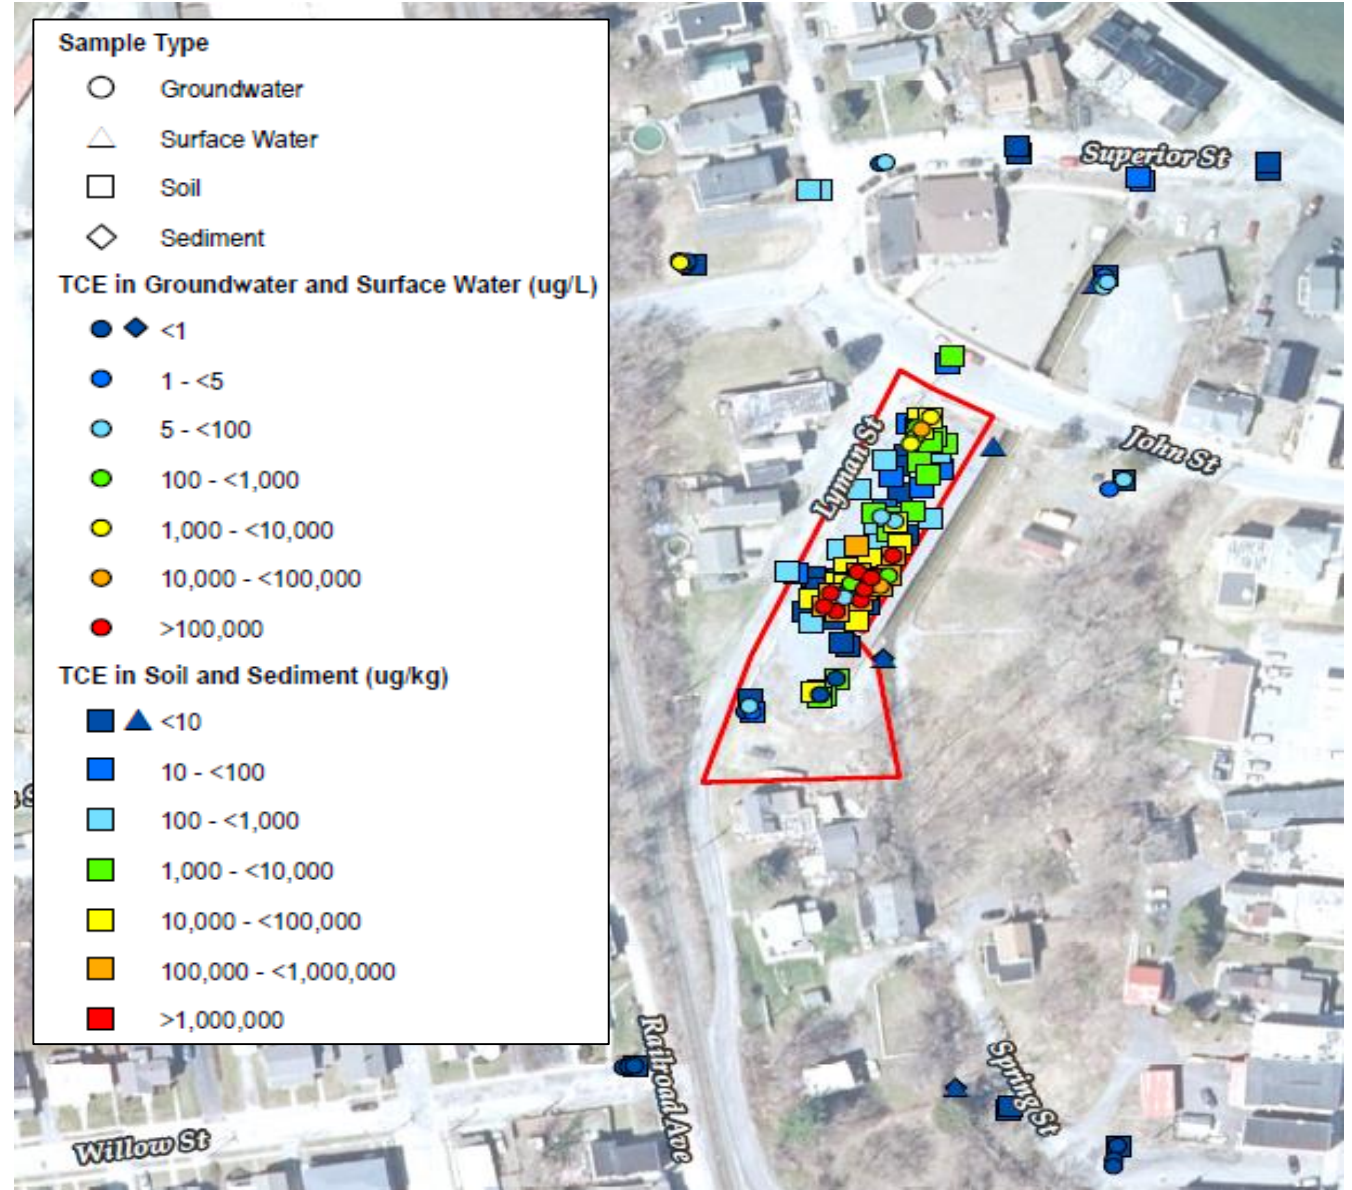 Sample Type
Groundwater
Surface Water
Soil
Sediment
TCE in Groundwater and Surface Water (ug/L)
<1
1 - <5
5 - <100
100 - <1,000
1,000 - <10,000
10,000 - <100,000
>100,000
TCE in Soil and Sediment (ug/kg)
<10
10 - <100
100 - <1,000
1,000 - <10,000
10,000 - <100,000
100,000 - <1,000,000
>1,000,000
Superior St
Lyman St
John St
Railroad Ave
Spring St
Willow St